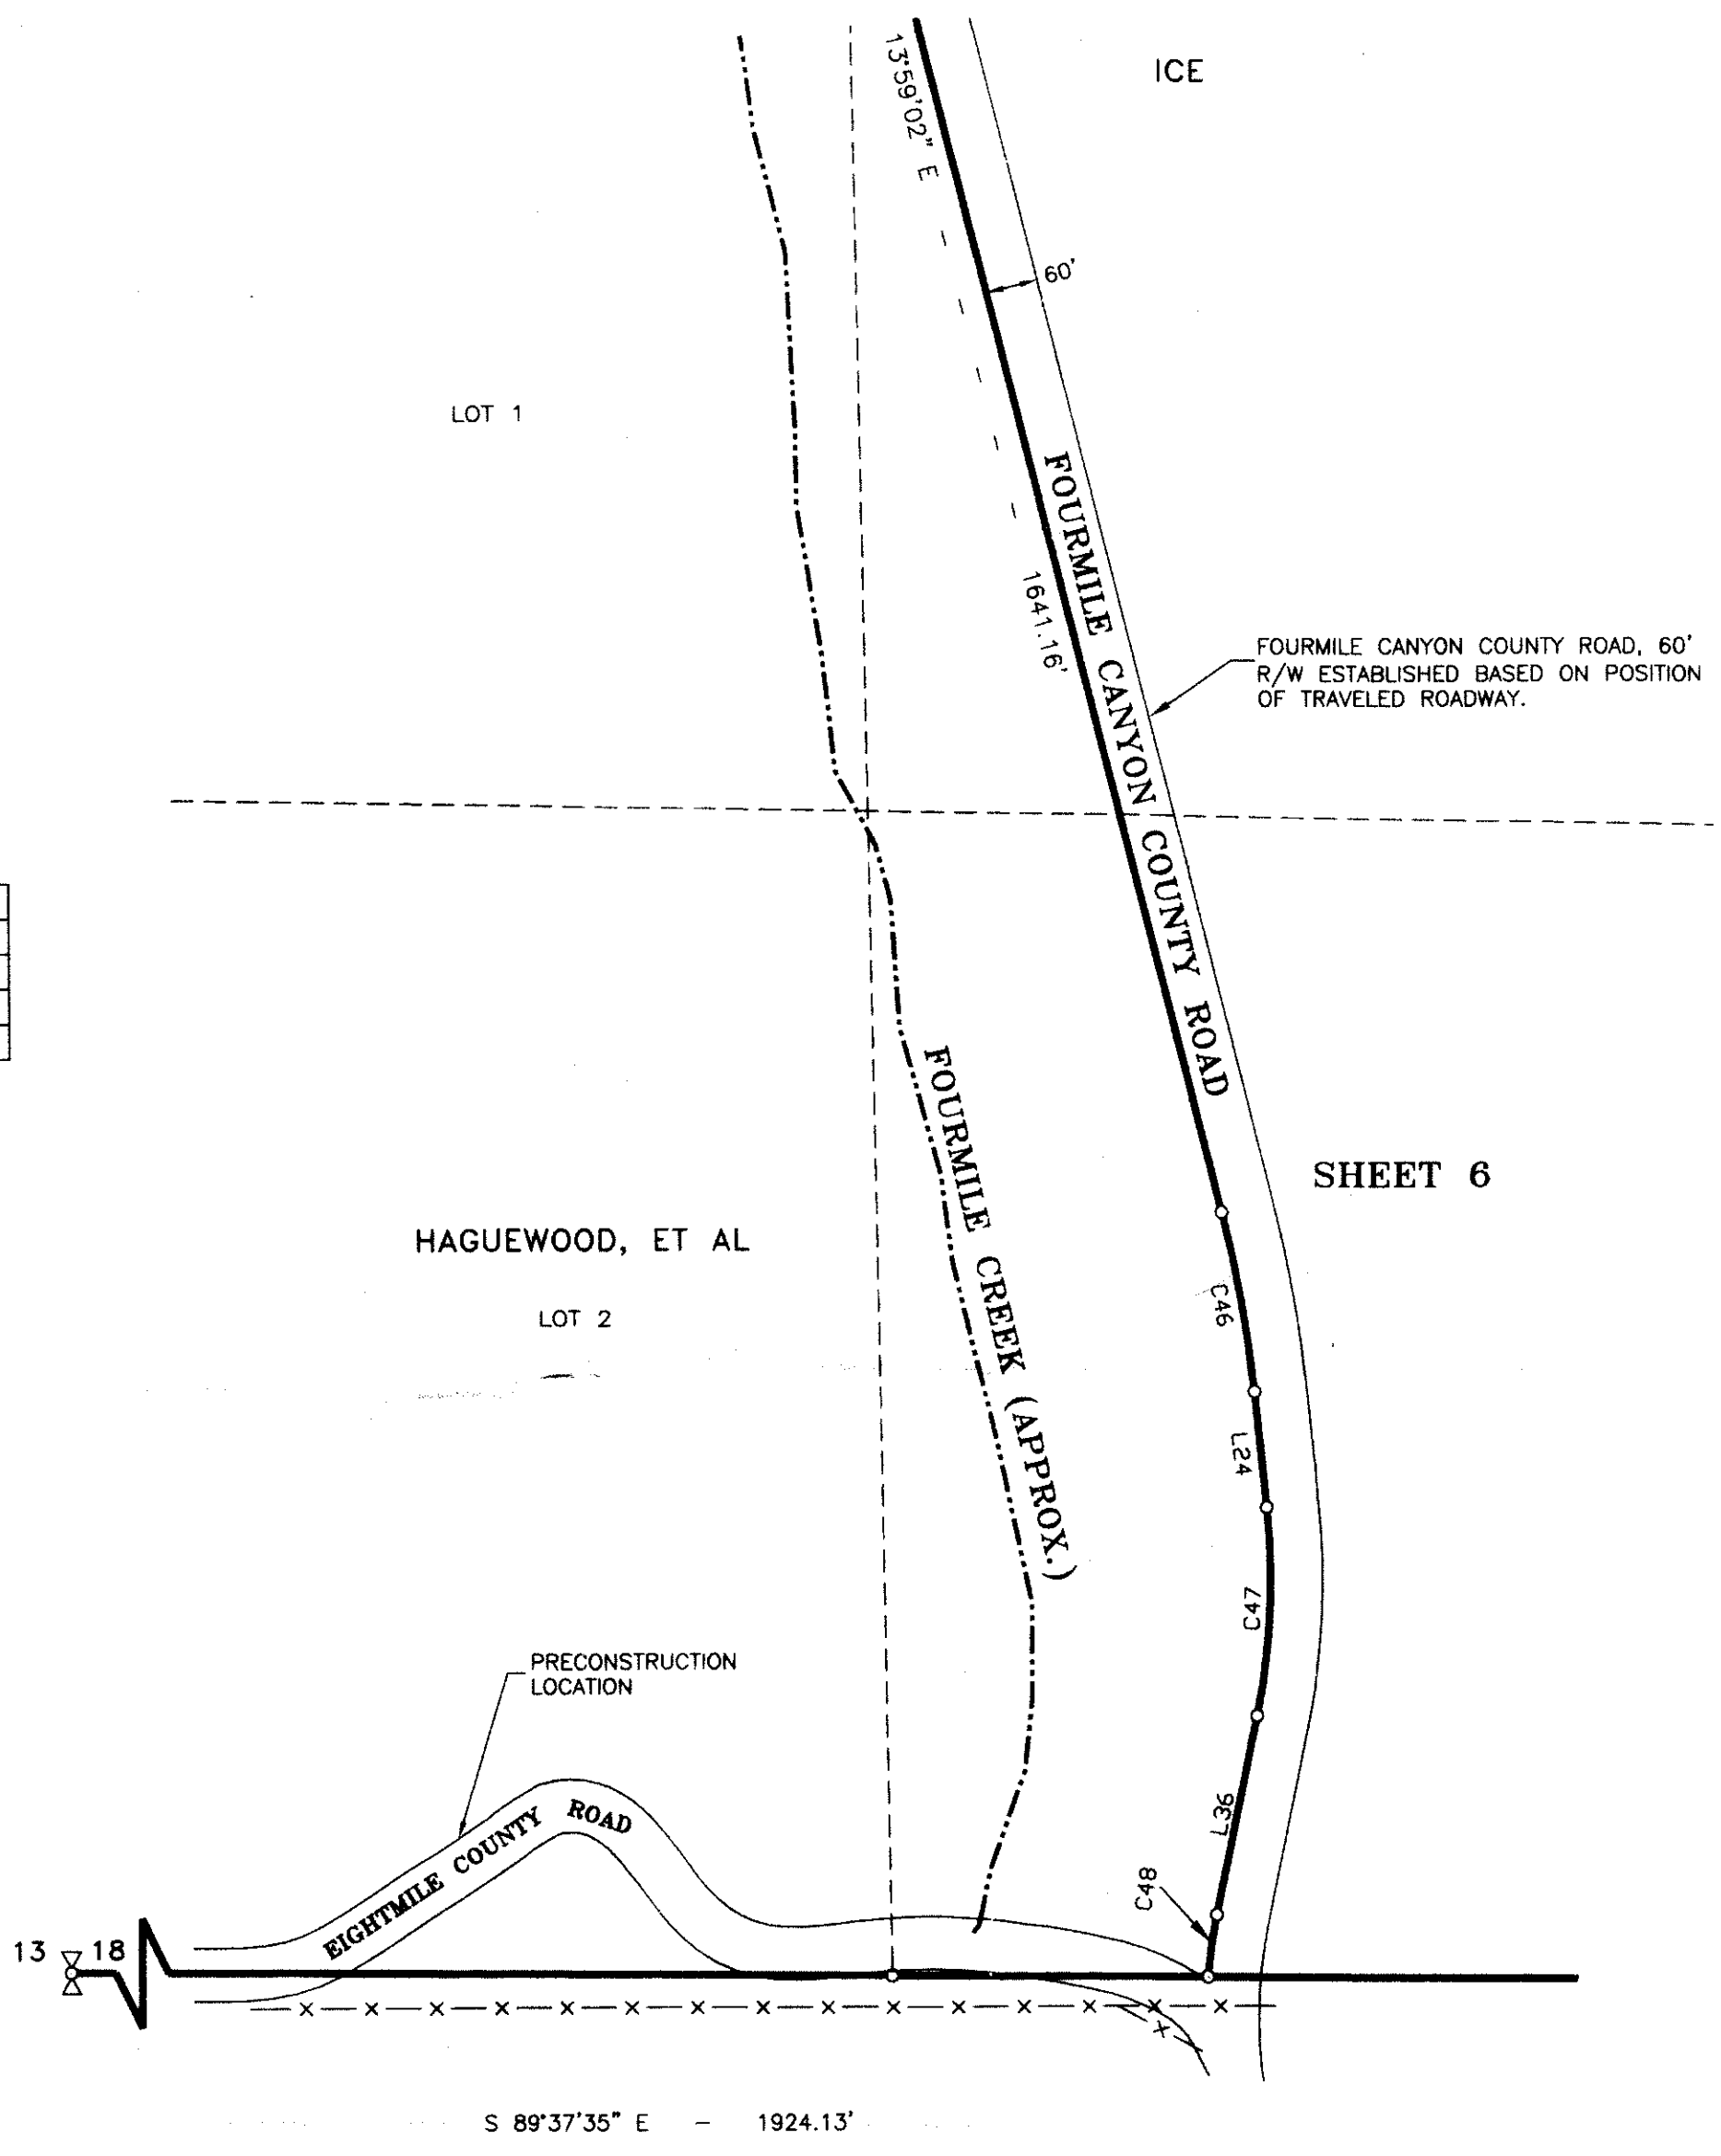 ICE
13°59'02" E - 1641.16'
60'
LOT 1
FOURMILE CANYON COUNTY ROAD
FOURMILE CANYON COUNTY ROAD, 60'
R/W ESTABLISHED BASED ON POSITION
OF TRAVELED ROADWAY.
FOURMILE CREEK (APPROX.)
SHEET 6
HAGUEWOOD, ET AL
LOT 2
C46
L24
C47
L36
C48
PRECONSTRUCTION
LOCATION
EIGHTMILE COUNTY ROAD
13 18
S 89°37'35" E - 1924.13'